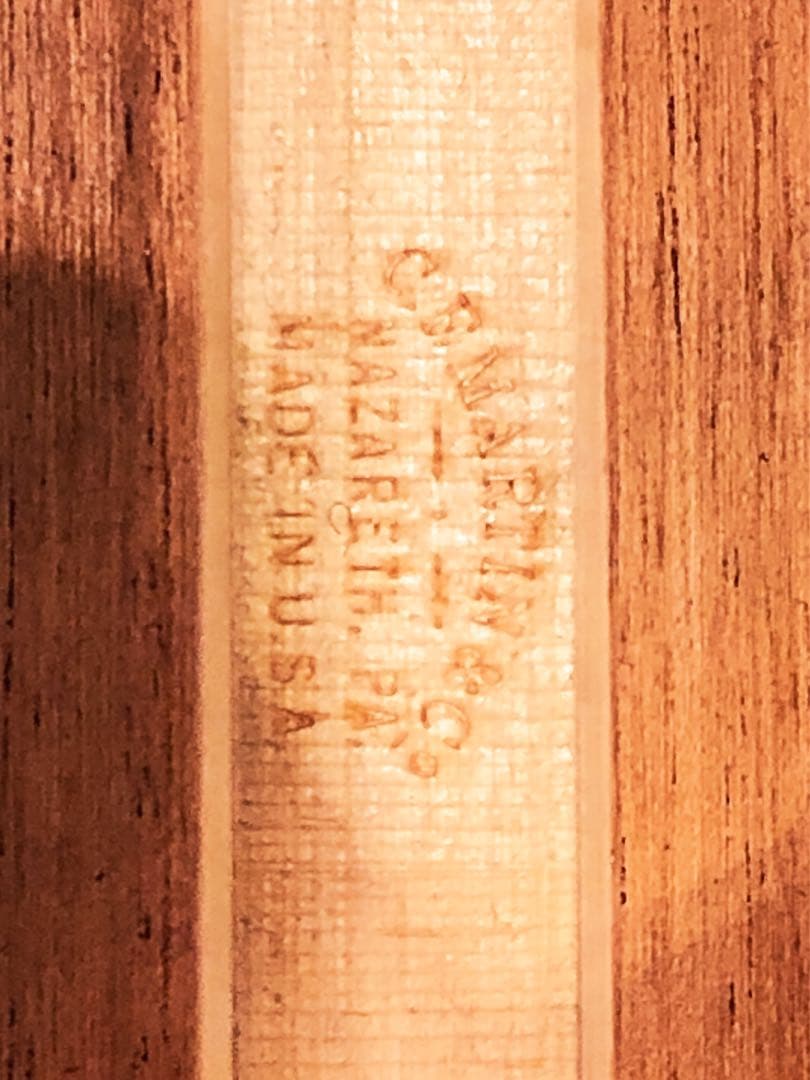 C F MARTIN & Co
NAZARETH, PA.
MADE IN U.S.A